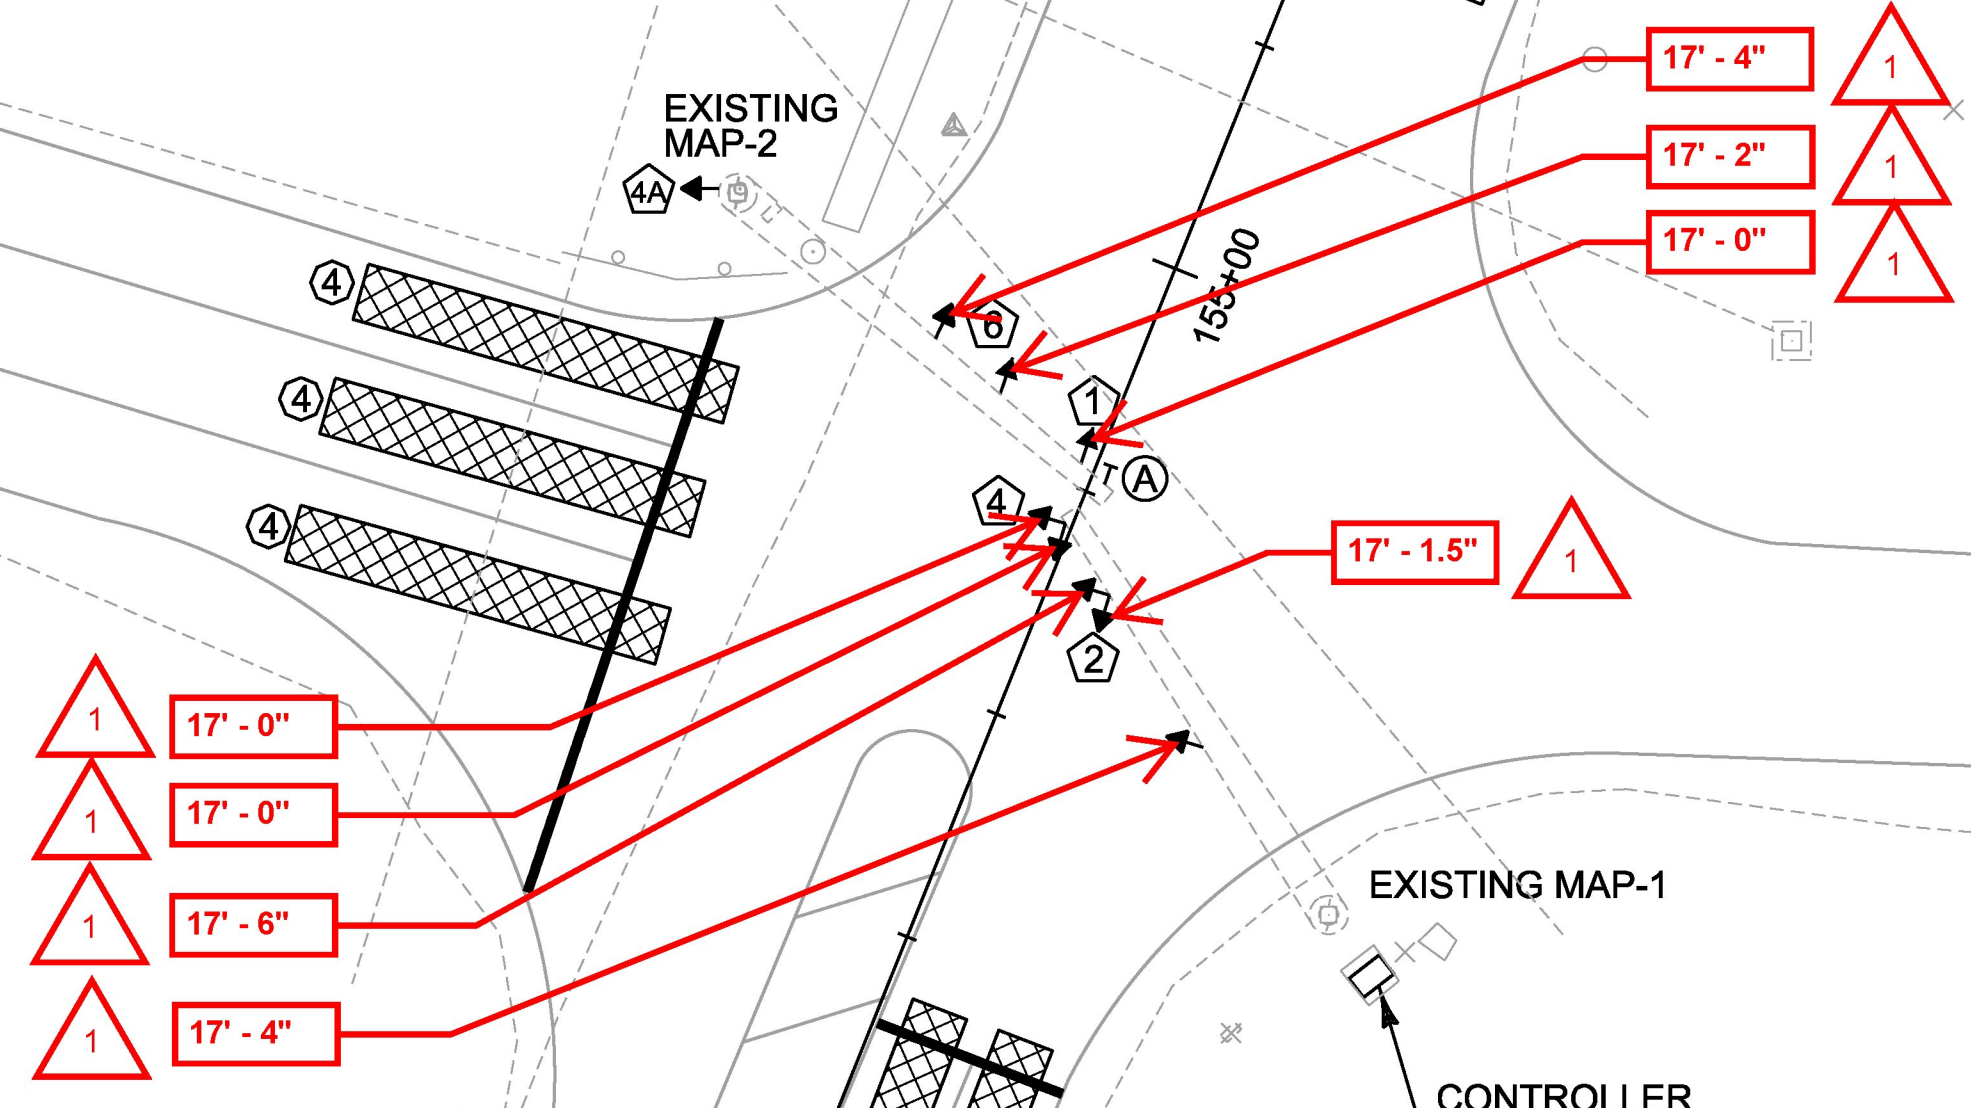 17' - 4"
1
17' - 2"
1
17' - 0"
1
EXISTING
MAP-2
4A
155+00
4
6
4
1
4
A
4
17' - 1.5"
1
2
1
17' - 0"
1
17' - 0"
1
17' - 6"
1
17' - 4"
EXISTING MAP-1
CONTROLLER